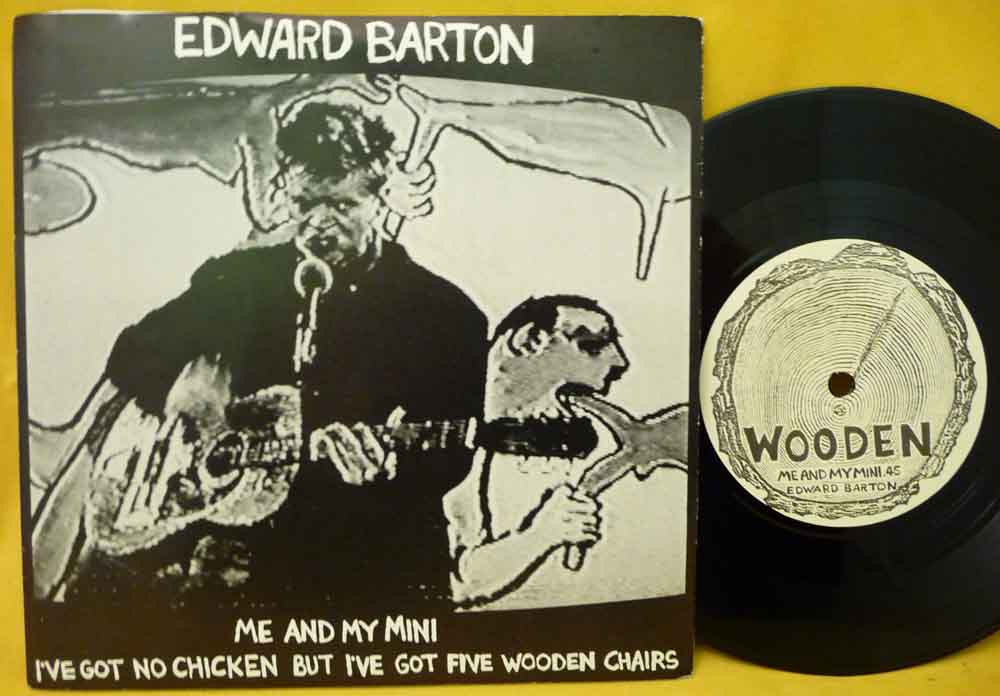 EDWARD BARTON
ME AND MY MINI
I'VE GOT NO CHICKEN BUT I'VE GOT FIVE WOODEN CHAIRS
WOODEN
ME AND MY MINI.45
EDWARD BARTON